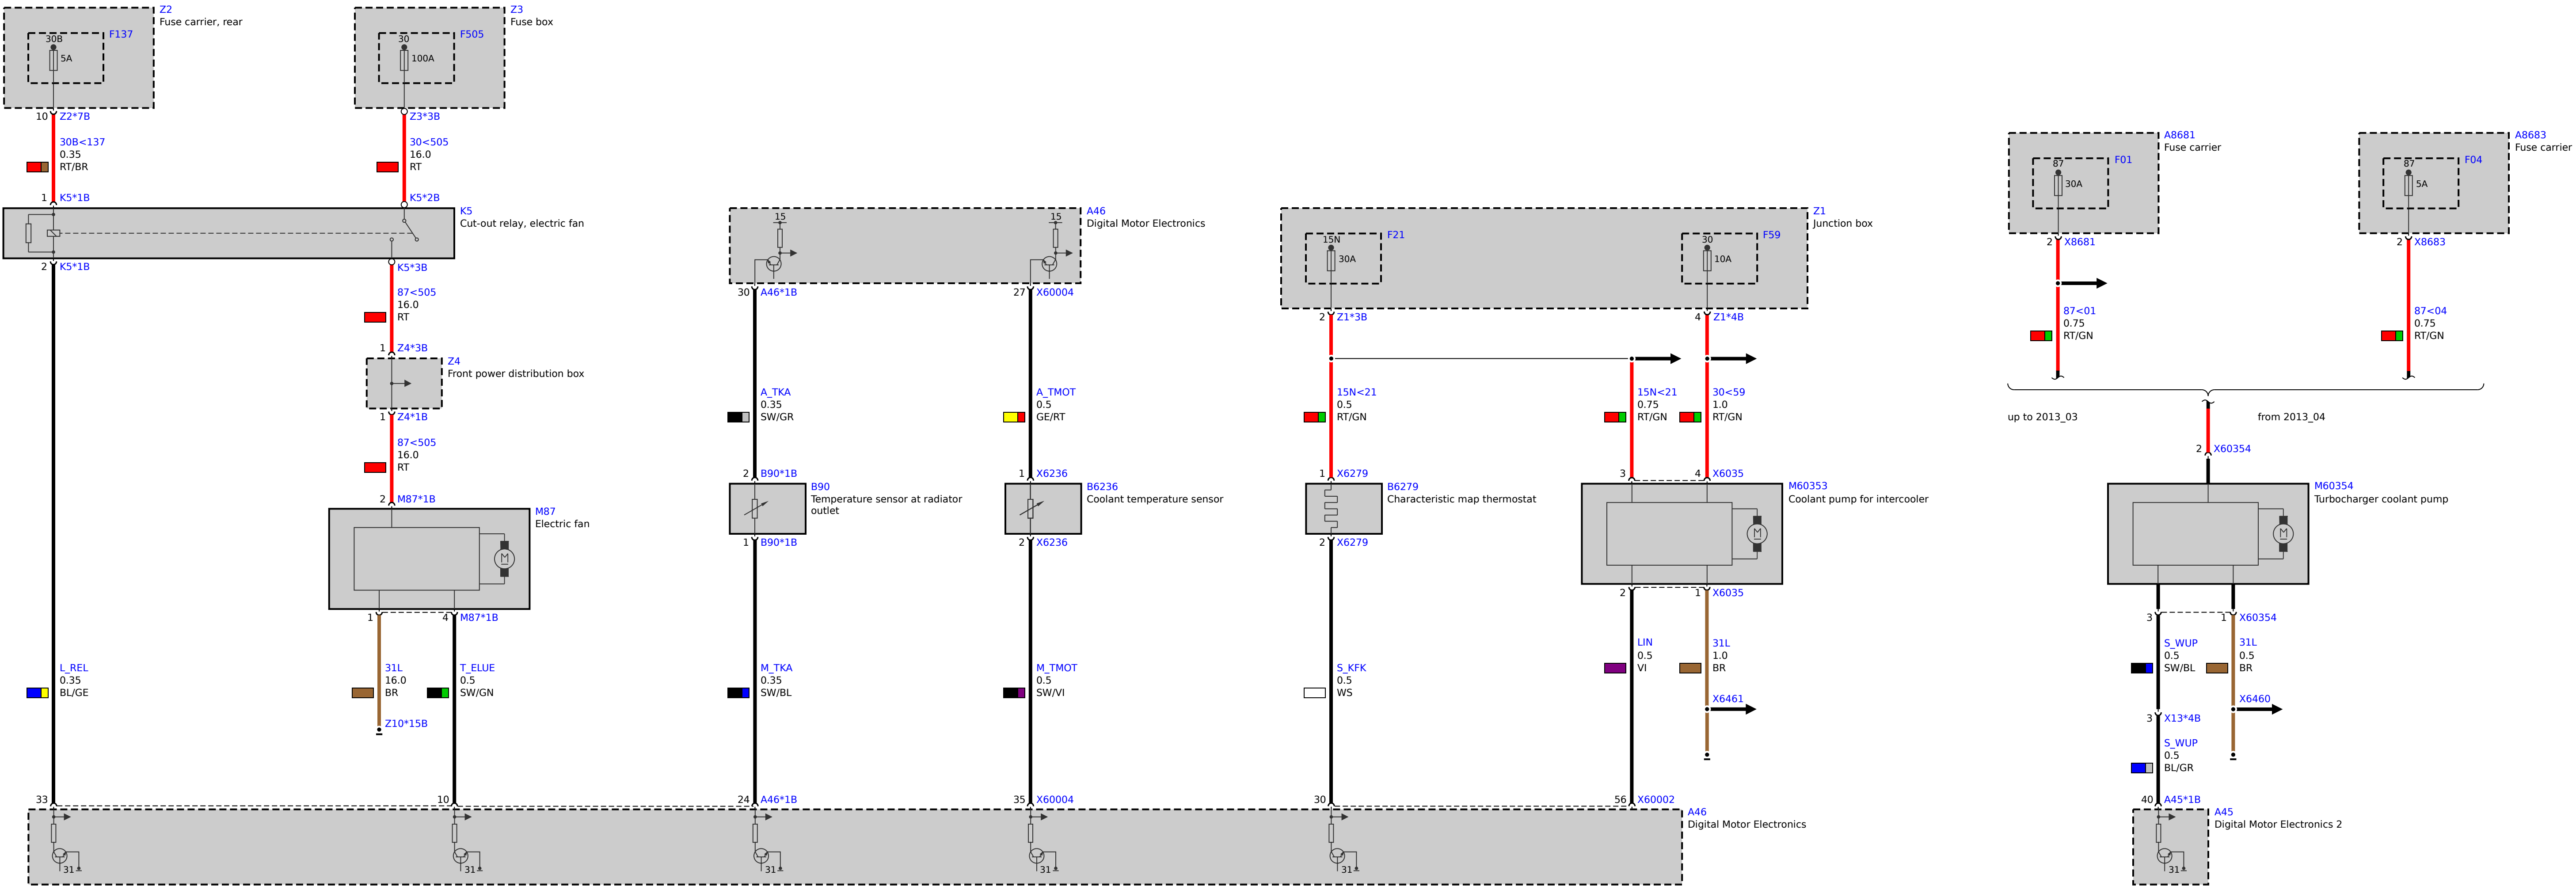 Z2
Fuse carrier, rear
F137
30B
5A
10
Z2*7B
30B<137
0.35
RT/BR
1
K5*1B
Z3
Fuse box
F505
30
100A
Z3*3B
30<505
16.0
RT
K5*2B
K5
Cut-out relay, electric fan
2
K5*1B
K5*3B
87<505
16.0
RT
1
Z4*3B
Z4
Front power distribution box
1
Z4*1B
87<505
16.0
RT
2
M87*1B
M87
Electric fan
M
1
4
M87*1B
L_REL
0.35
BL/GE
31L
16.0
BR
T_ELUE
0.5
SW/GN
Z10*15B
A46
Digital Motor Electronics
15
15
30
A46*1B
27
X60004
A_TKA
0.35
SW/GR
A_TMOT
0.5
GE/RT
2
B90*1B
1
X6236
B90
Temperature sensor at radiator
outlet
B6236
Coolant temperature sensor
1
B90*1B
2
X6236
M_TKA
0.35
SW/BL
M_TMOT
0.5
SW/VI
Z1
Junction box
F21
15N
30A
F59
30
10A
2
Z1*3B
4
Z1*4B
15N<21
0.5
RT/GN
15N<21
0.75
RT/GN
30<59
1.0
RT/GN
1
X6279
3
4
X6035
B6279
Characteristic map thermostat
M60353
Coolant pump for intercooler
M
2
X6279
2
1
X6035
S_KFK
0.5
WS
LIN
0.5
VI
31L
1.0
BR
X6461
33
10
24
A46*1B
35
X60004
30
56
X60002
A46
Digital Motor Electronics
31
31
31
31
31
A8681
Fuse carrier
F01
87
30A
2
X8681
87<01
0.75
RT/GN
A8683
Fuse carrier
F04
87
5A
2
X8683
87<04
0.75
RT/GN
up to 2013_03
from 2013_04
2
X60354
M60354
Turbocharger coolant pump
M
3
1
X60354
S_WUP
0.5
SW/BL
31L
0.5
BR
X6460
3
X13*4B
S_WUP
0.5
BL/GR
40
A45*1B
A45
Digital Motor Electronics 2
31